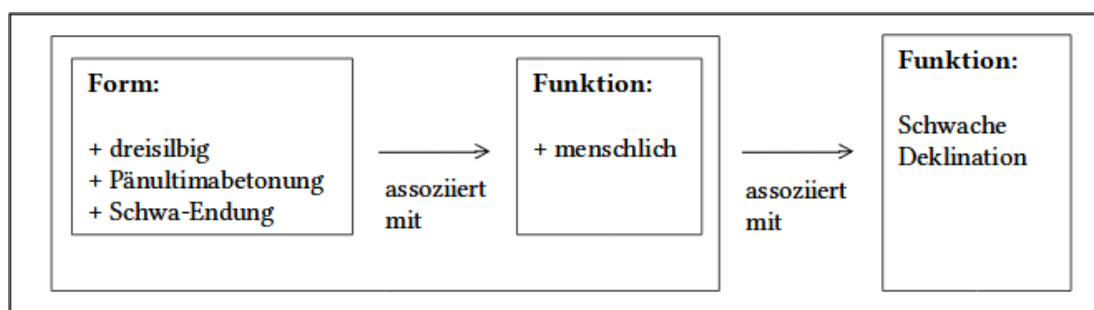 Form:
+ dreisilbig
+ Pänultimabetonung
+ Schwa-Endung
assoziiert
mit
Funktion:
+ menschlich
assoziiert
mit
Funktion:
Schwache
Deklination